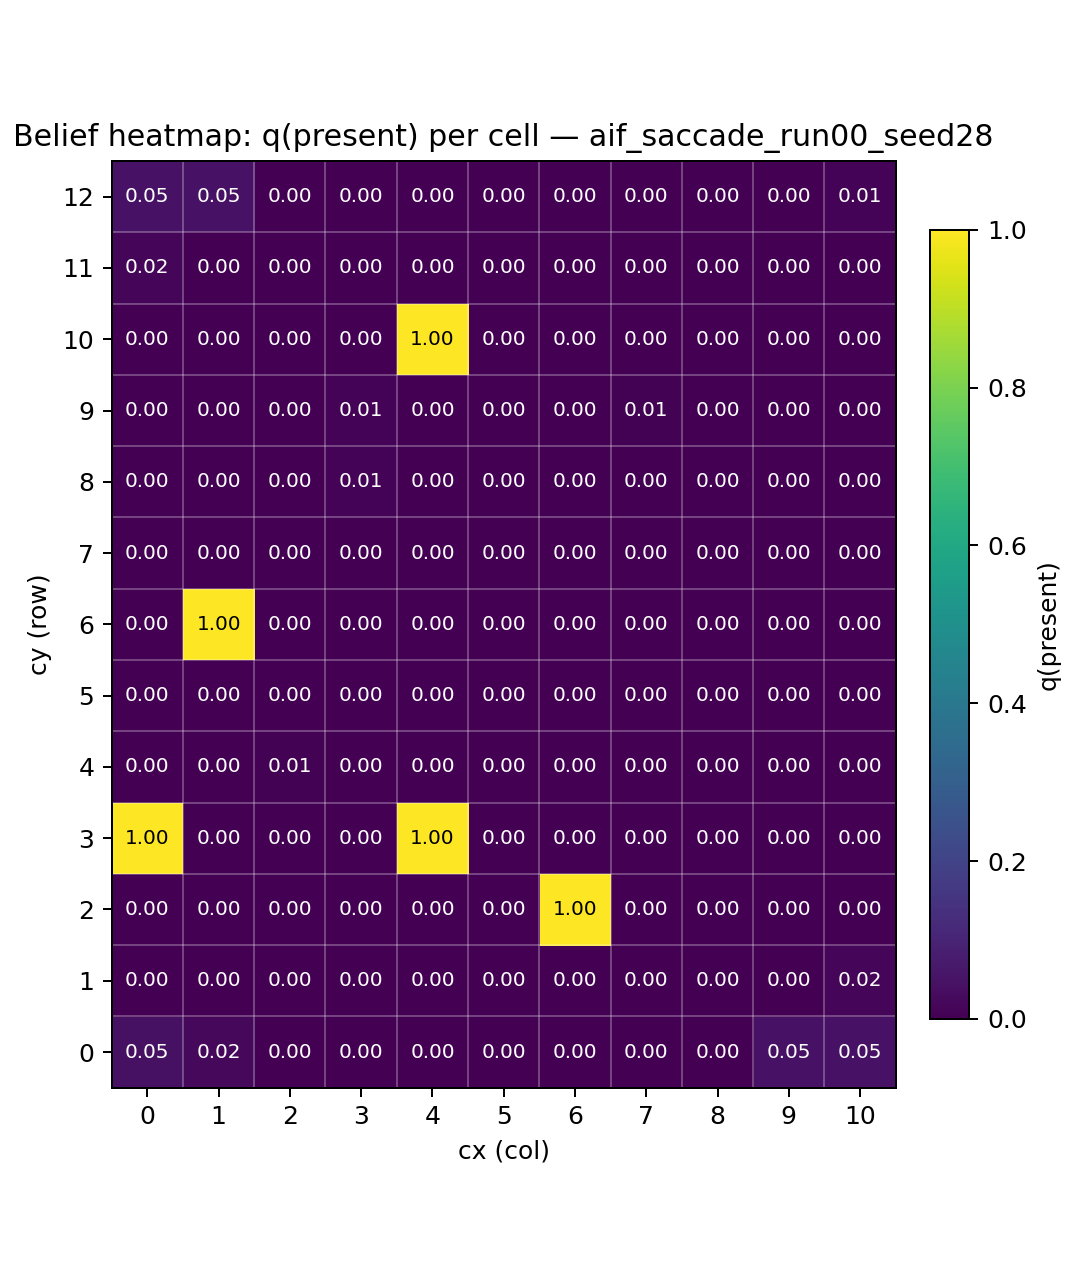 Belief heatmap: q(present) per cell — aif_saccade_run00_seed28
12 0.05 0.05 0.00 0.00 0.00 0.00 0.00 0.00 0.00 0.00 0.01
11 0.02 0.00 0.00 0.00 0.00 0.00 0.00 0.00 0.00 0.00 0.00
10 0.00 0.00 0.00 0.00 1.00 0.00 0.00 0.00 0.00 0.00 0.00
9 0.00 0.00 0.00 0.01 0.00 0.00 0.00 0.01 0.00 0.00 0.00
8 0.00 0.00 0.00 0.01 0.00 0.00 0.00 0.00 0.00 0.00 0.00
7 0.00 0.00 0.00 0.00 0.00 0.00 0.00 0.00 0.00 0.00 0.00
6 0.00 1.00 0.00 0.00 0.00 0.00 0.00 0.00 0.00 0.00 0.00
5 0.00 0.00 0.00 0.00 0.00 0.00 0.00 0.00 0.00 0.00 0.00
4 0.00 0.00 0.01 0.00 0.00 0.00 0.00 0.00 0.00 0.00 0.00
3 1.00 0.00 0.00 0.00 1.00 0.00 0.00 0.00 0.00 0.00 0.00
2 0.00 0.00 0.00 0.00 0.00 0.00 1.00 0.00 0.00 0.00 0.00
1 0.00 0.00 0.00 0.00 0.00 0.00 0.00 0.00 0.00 0.00 0.02
0 0.05 0.02 0.00 0.00 0.00 0.00 0.00 0.00 0.00 0.05 0.05
0 1 2 3 4 5 6 7 8 9 10
cx (col)
cy (row)
1.0
0.8
0.6
0.4
0.2
0.0
q(present)